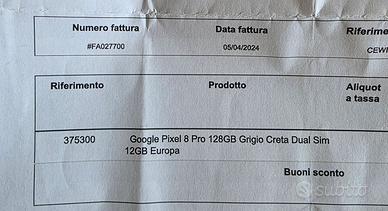 Numero fattura Data fattura Riferime
#FA027700 05/04/2024 CEWF
Riferimento Prodotto Aliquot
a tassa
375300 Google Pixel 8 Pro 128GB Grigio Creta Dual Sim
12GB Europa
Buoni sconto
subito